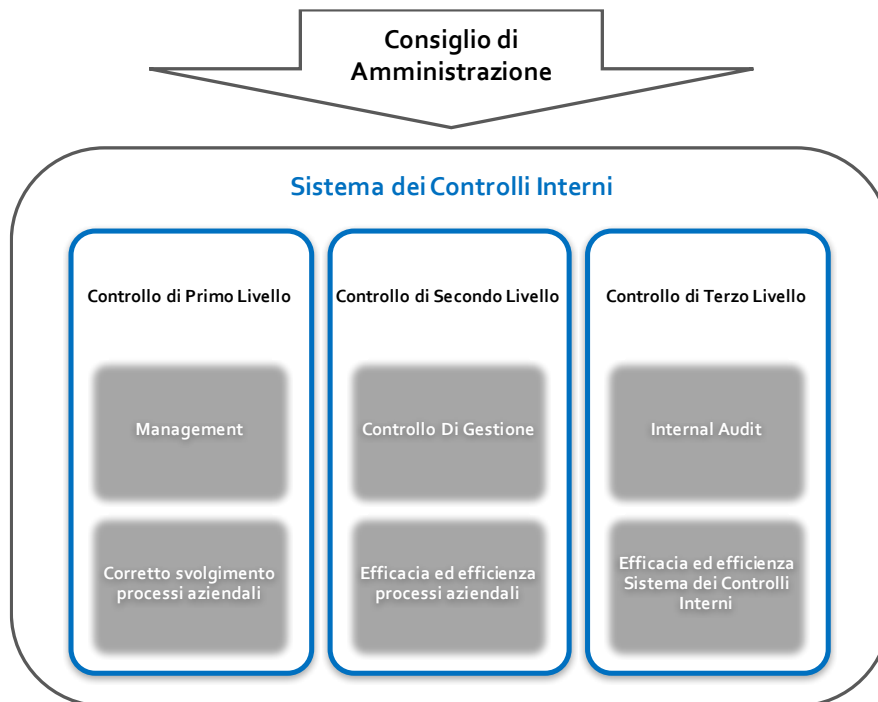 Consiglio di
Amministrazione
Sistema dei Controlli Interni
Controllo di Primo Livello
Management
Corretto svolgimento
processi aziendali
Controllo di Secondo Livello
Controllo Di Gestione
Efficacia ed efficienza
processi aziendali
Controllo di Terzo Livello
Internal Audit
Efficacia ed efficienza
Sistema dei Controlli
Interni